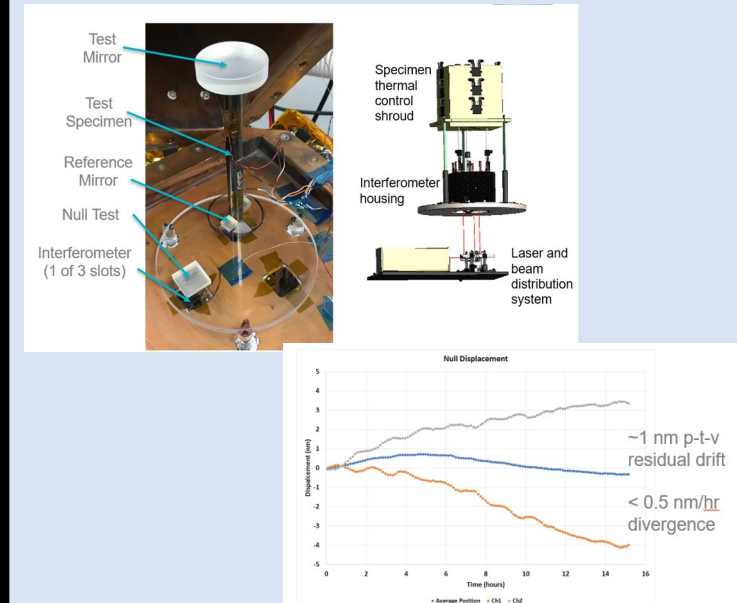 Test
Mirror
Test
Specimen
Reference
Mirror
Null Test
Interferometer
(1 of 3 slots)
Specimen
thermal
control
shroud
Interferometer
housing
Laser and
beam
distribution
system
Null Displacement
5
4
3
2
1
0
-1
-2
-3
-4
-5
Dispalcement (nm)
0 2 4 6 8 10 12 14 16
Time (hours)
Average Position Ch1 Ch2
~1 nm p-t-v
residual drift
< 0.5 nm/hr
divergence